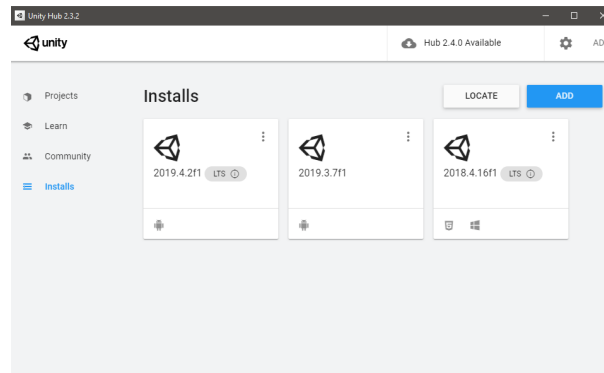 Unity Hub 2.3.2
unity
Hub 2.4.0 Available
AD
Projects
Learn
Community
Installs
Installs
LOCATE
ADD
2019.4.2f1 LTS
2019.3.7f1
2018.4.16f1 LTS